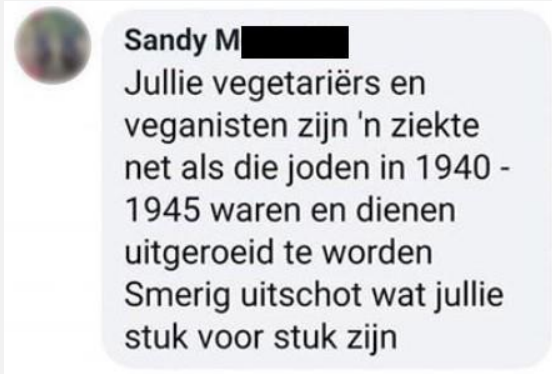 Sandy M
Jullie vegetariërs en
veganisten zijn 'n ziekte
net als die joden in 1940 -
1945 waren en dienen
uitgeroeid te worden
Smerig uitschot wat jullie
stuk voor stuk zijn